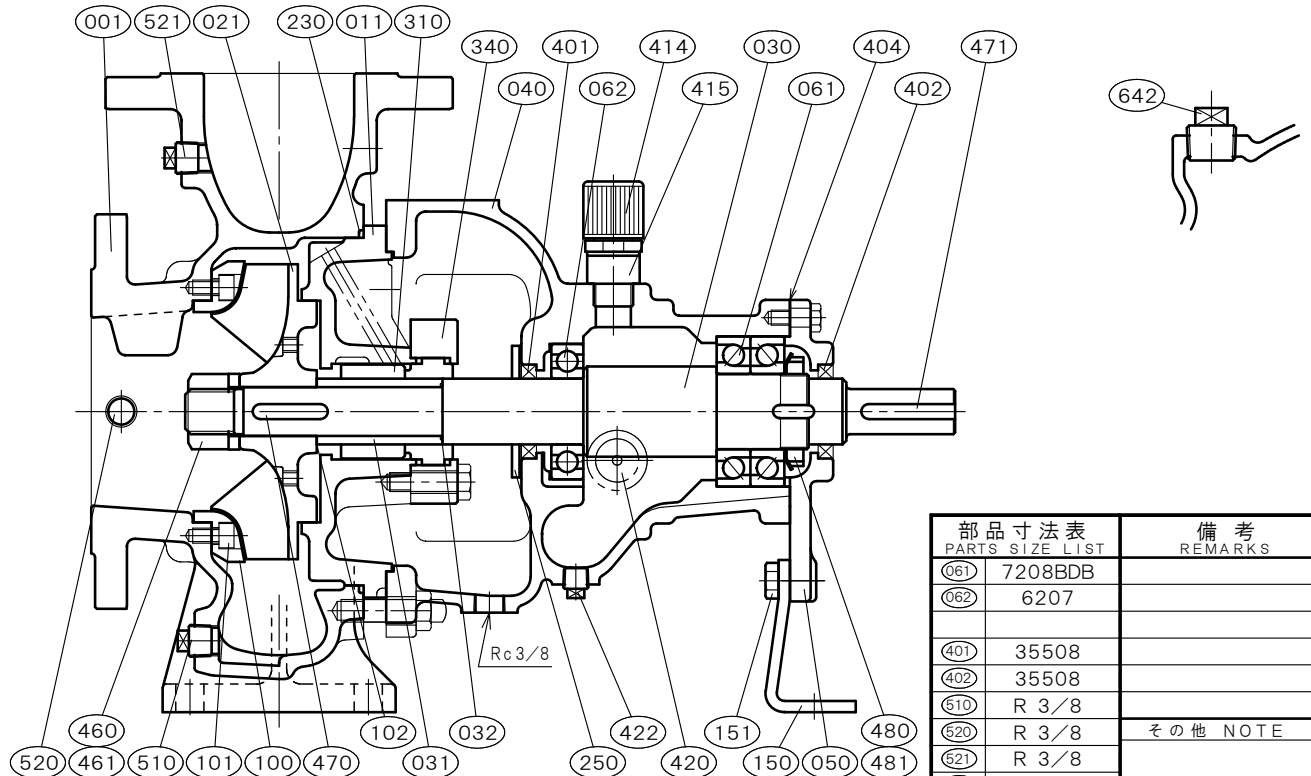 001 521 021 230 011 310
340 401 414 030 404 471
040 062 415 061 402
642
Rc3/8
460 102 032 422 151 480
520 461 510 101 100 470 031 250 420 150 050 481
部品寸法表 備考
PARTS SIZE LIST REMARKS
061 7208BDB
062 6207
401 35508
402 35508
510 R 3/8
520 R 3/8 その他 NOTE
521 R 3/8